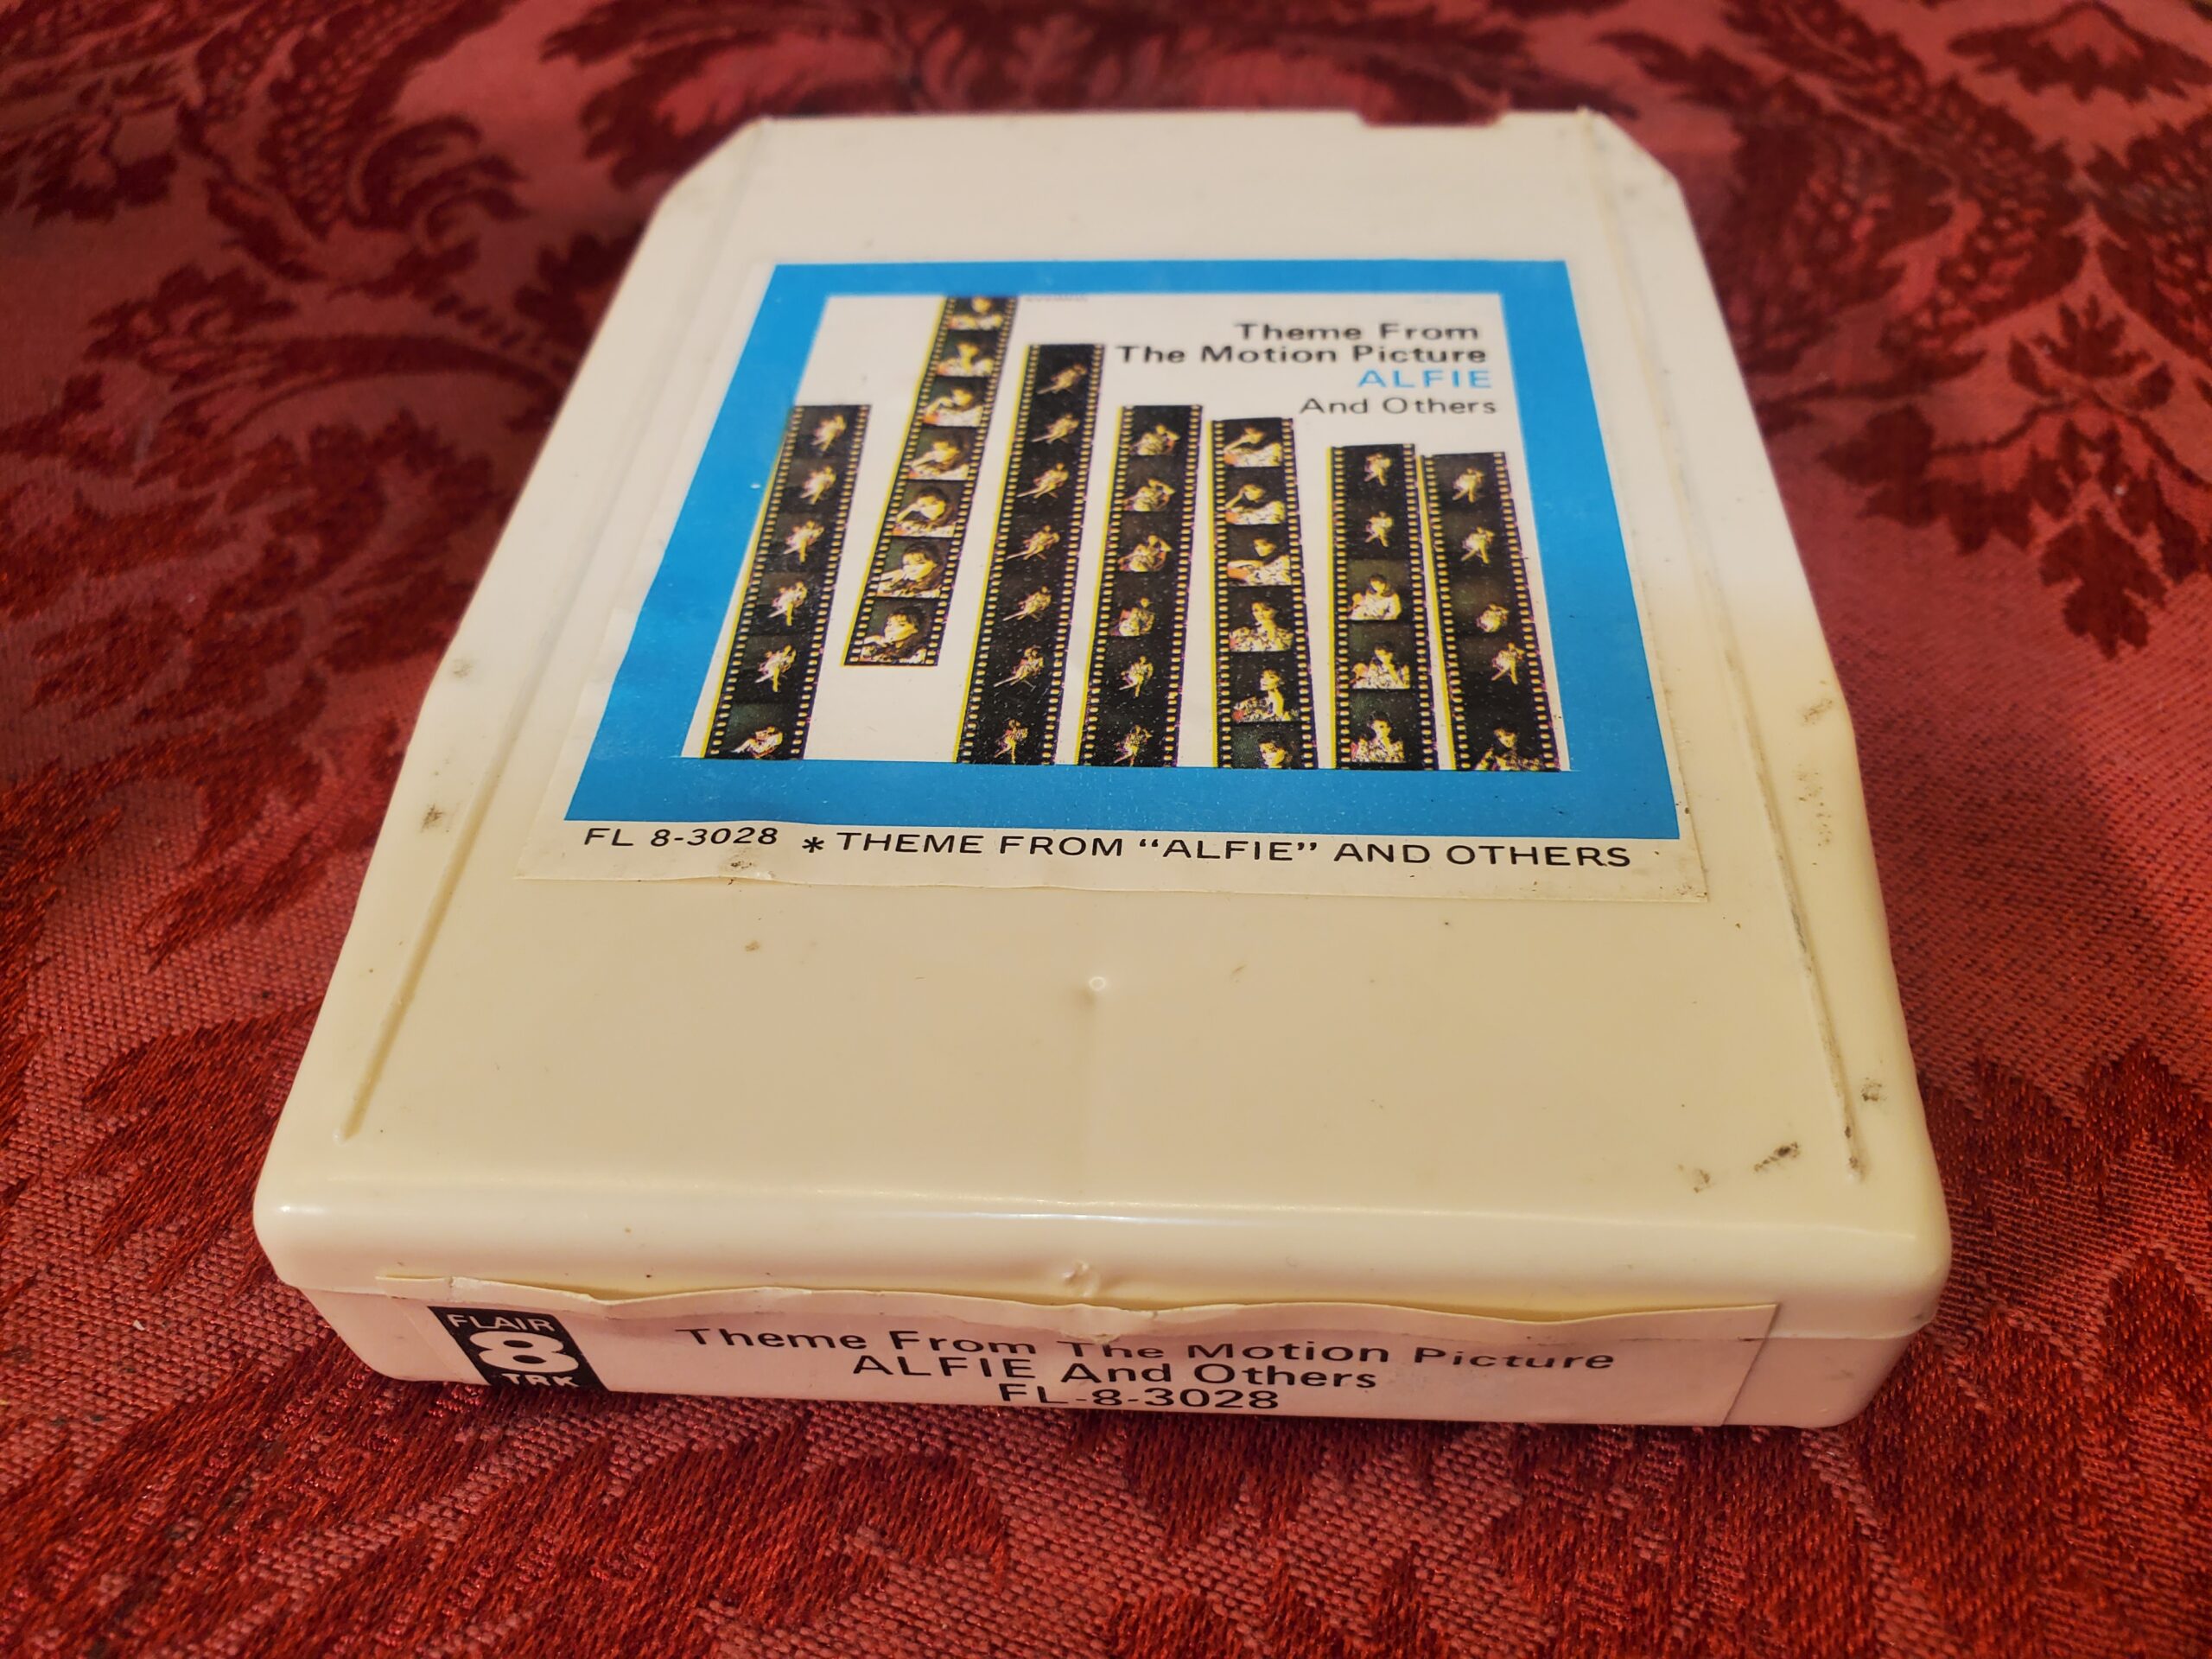 Theme From
The Motion Picture
ALFIE
And Others
FL 8-3028 * THEME FROM “ALFIE” AND OTHERS
FLAIR
8
TRK
Theme From The Motion Picture
ALFIE And Others
FL-8-3028